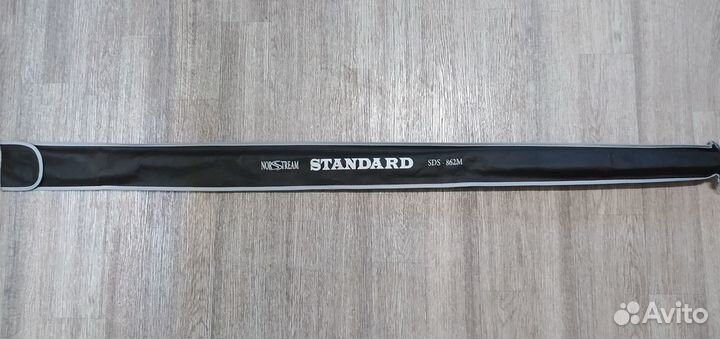 NORSTREAM STANDARD SDS - 862M
Avito